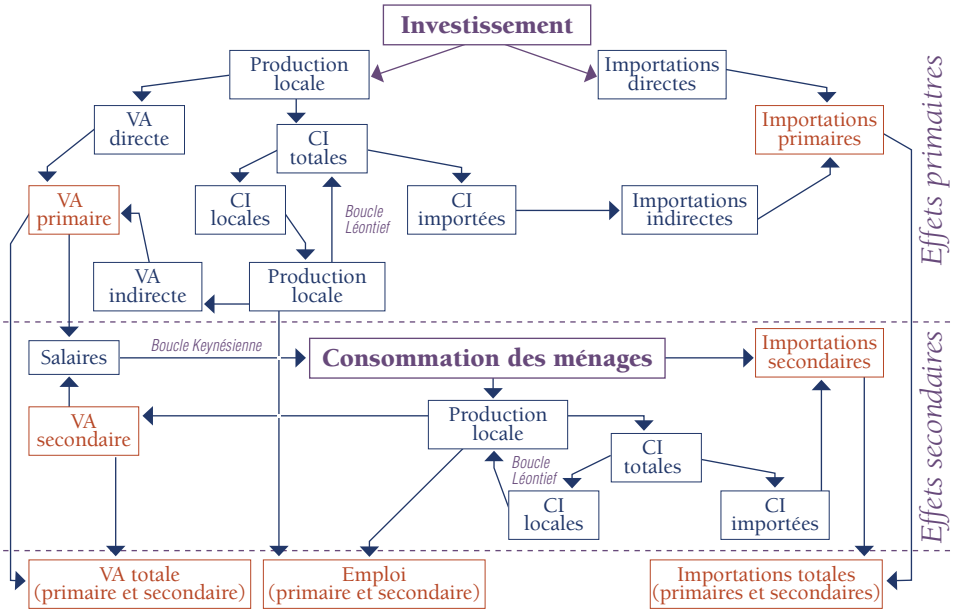 Investissement
Production
locale
Importations
directes
VA
directe
CI
totales
Importations
primaires
VA
primaire
CI
locales
Boucle
Léontief
CI
importées
Importations
indirectes
VA
indirecte
Production
locale
Effets primaitres
Salaires
Boucle Keynésienne
Consommation des ménages
Importations
secondaires
VA
secondaire
Production
locale
CI
totales
Boucle
Léontief
CI
locales
CI
importées
Effets secondaires
VA totale
(primaire et secondaire)
Emploi
(primaire et secondaire)
Importations totales
(primaires et secondaires)